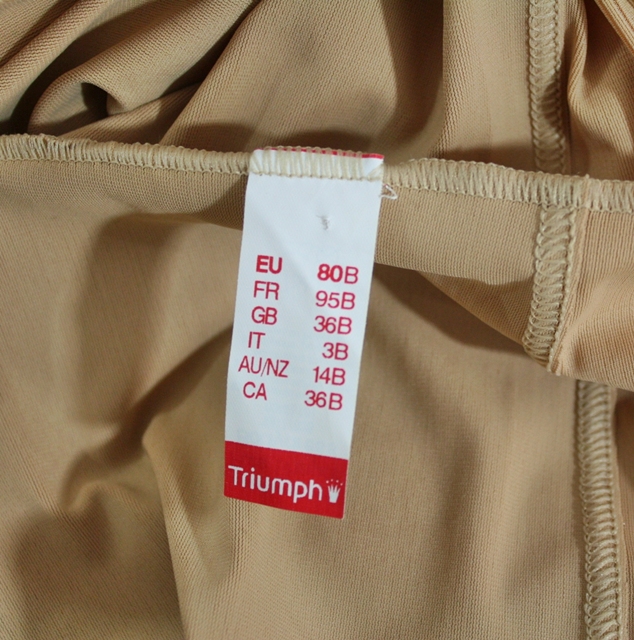 EU 80B
FR 95B
GB 36B
IT 3B
AU/NZ 14B
CA 36B
Triumph